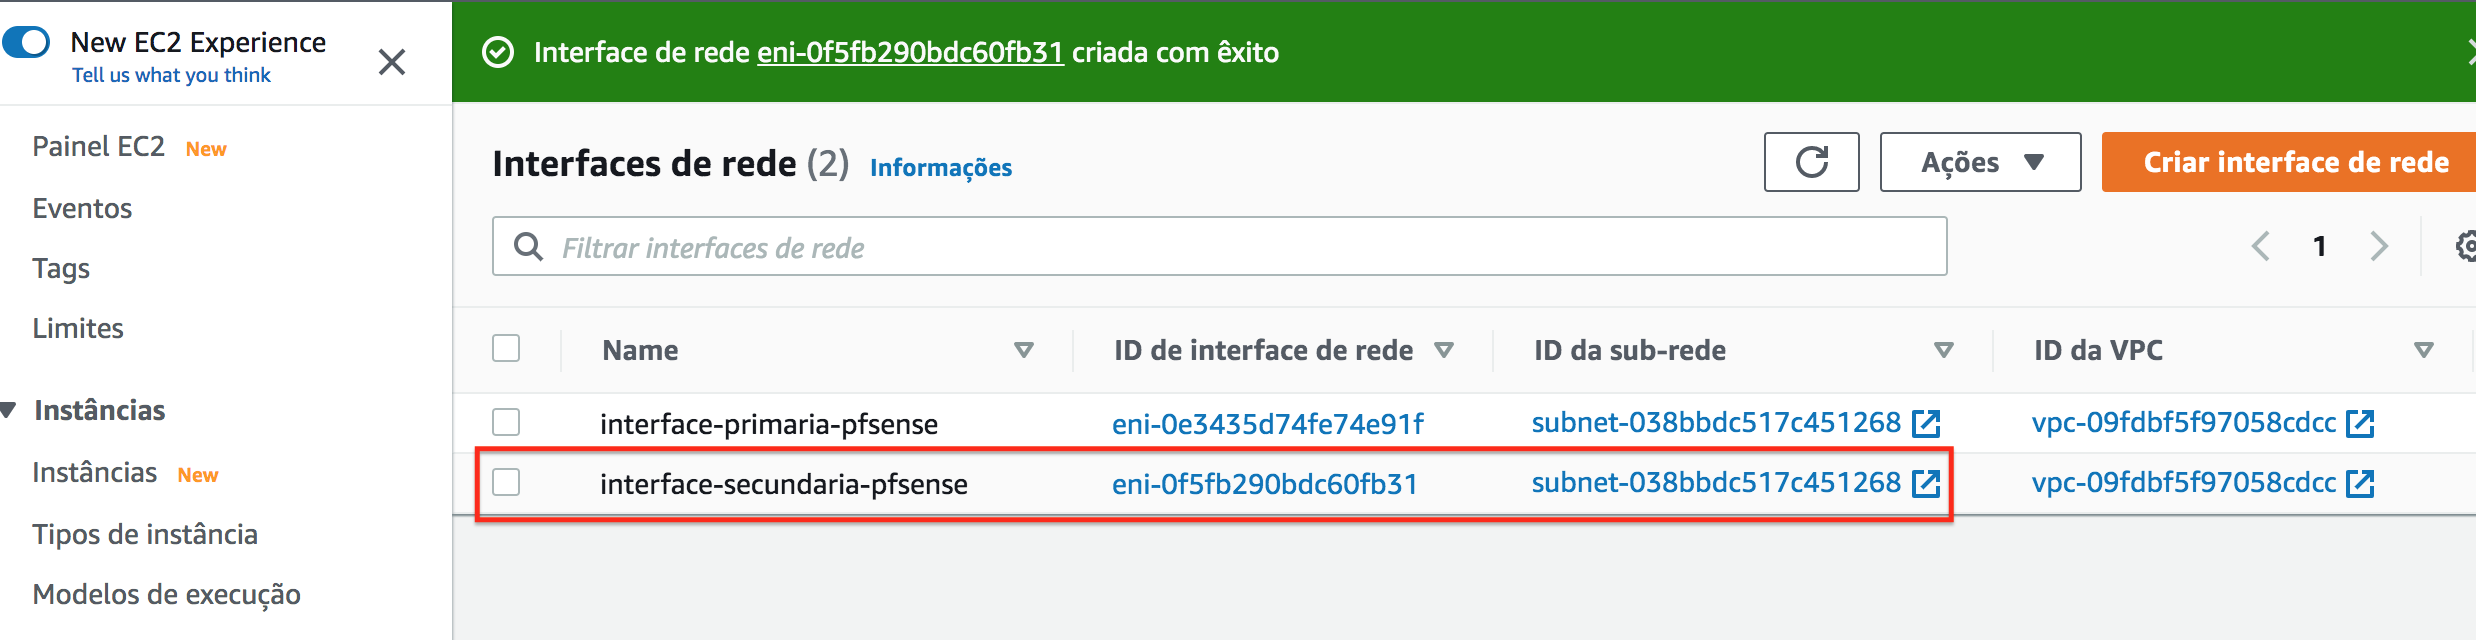 New EC2 Experience
Tell us what you think
Painel EC2 New
Eventos
Tags
Limites
Instâncias
Instâncias New
Tipos de instância
Modelos de execução
Interface de rede eni-0f5fb290bdc60fb31 criada com êxito
Interfaces de rede (2) Informações
Ações
Criar interface de rede
Filtrar interfaces de rede
1
Name ID de interface de rede ID da sub-rede ID da VPC
interface-primaria-pfsense eni-0e3435d74fe74e91f subnet-038bbdc517c451268 vpc-09fdbf5f97058cdcc
interface-secundaria-pfsense eni-0f5fb290bdc60fb31 subnet-038bbdc517c451268 vpc-09fdbf5f97058cdcc